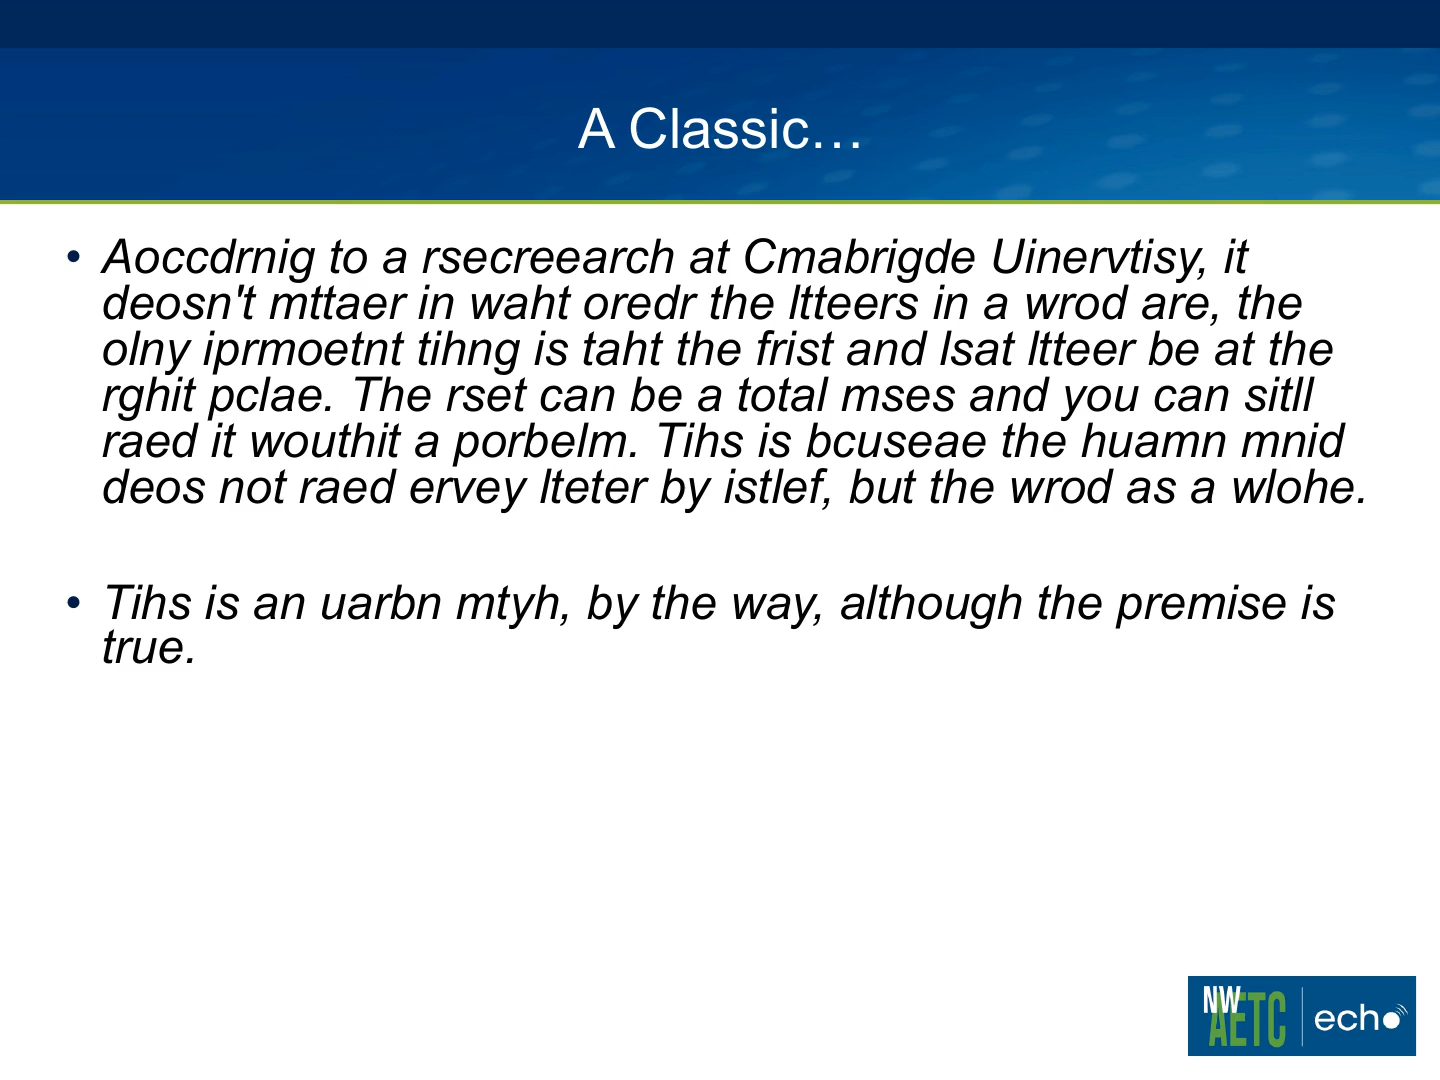 A Classic…
• Aoccdrnig to a rsecreearch at Cmabrigde Uinervtisy, it
deosn't mttaer in waht oredr the ltteers in a wrod are, the
olny iprmoetnt tihng is taht the frist and lsat ltteer be at the
rghit pclae. The rset can be a total mses and you can sitll
raed it wouthit a porbelm. Tihs is bcuseae the huamn mnid
deos not raed ervey lteter by istlef, but the wrod as a wlohe.
• Tihs is an uarbn mtyh, by the way, although the premise is
true.
NW
AETC
echo